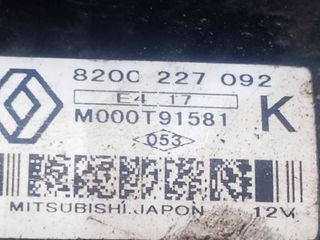 8200 227 092
E4 17
M000T91581 K
053
MITSUBISHI.JAPON 12V